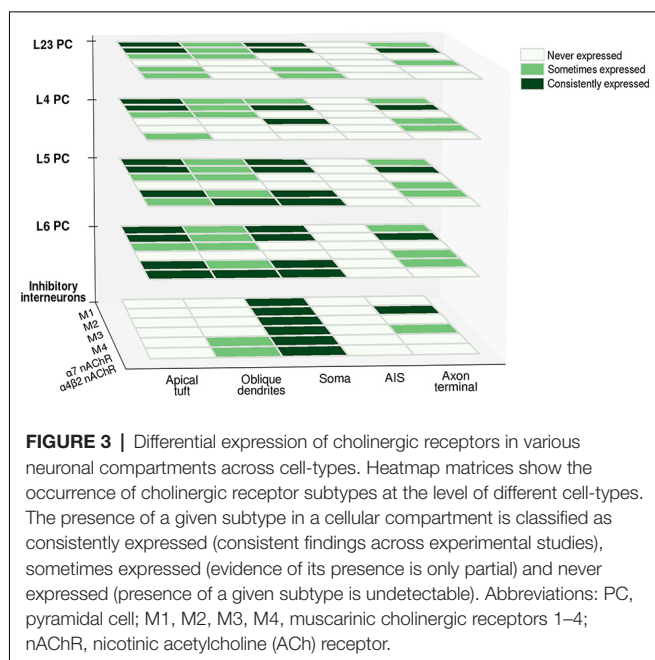 L23 PC
Never expressed
Sometimes expressed
Consistently expressed
L4 PC
L5 PC
L6 PC
Inhibitory
interneurons
M1
M2
M3
M4
α7 nAChR
α4β2 nAChR
Apical
tuft
Oblique
dendrites
Soma
AIS
Axon
terminal
FIGURE 3 | Differential expression of cholinergic receptors in various
neuronal compartments across cell-types. Heatmap matrices show the
occurrence of cholinergic receptor subtypes at the level of different cell-types.
The presence of a given subtype in a cellular compartment is classified as
consistently expressed (consistent findings across experimental studies),
sometimes expressed (evidence of its presence is only partial) and never
expressed (presence of a given subtype is undetectable). Abbreviations: PC,
pyramidal cell; M1, M2, M3, M4, muscarinic cholinergic receptors 1–4;
nAChR, nicotinic acetylcholine (ACh) receptor.